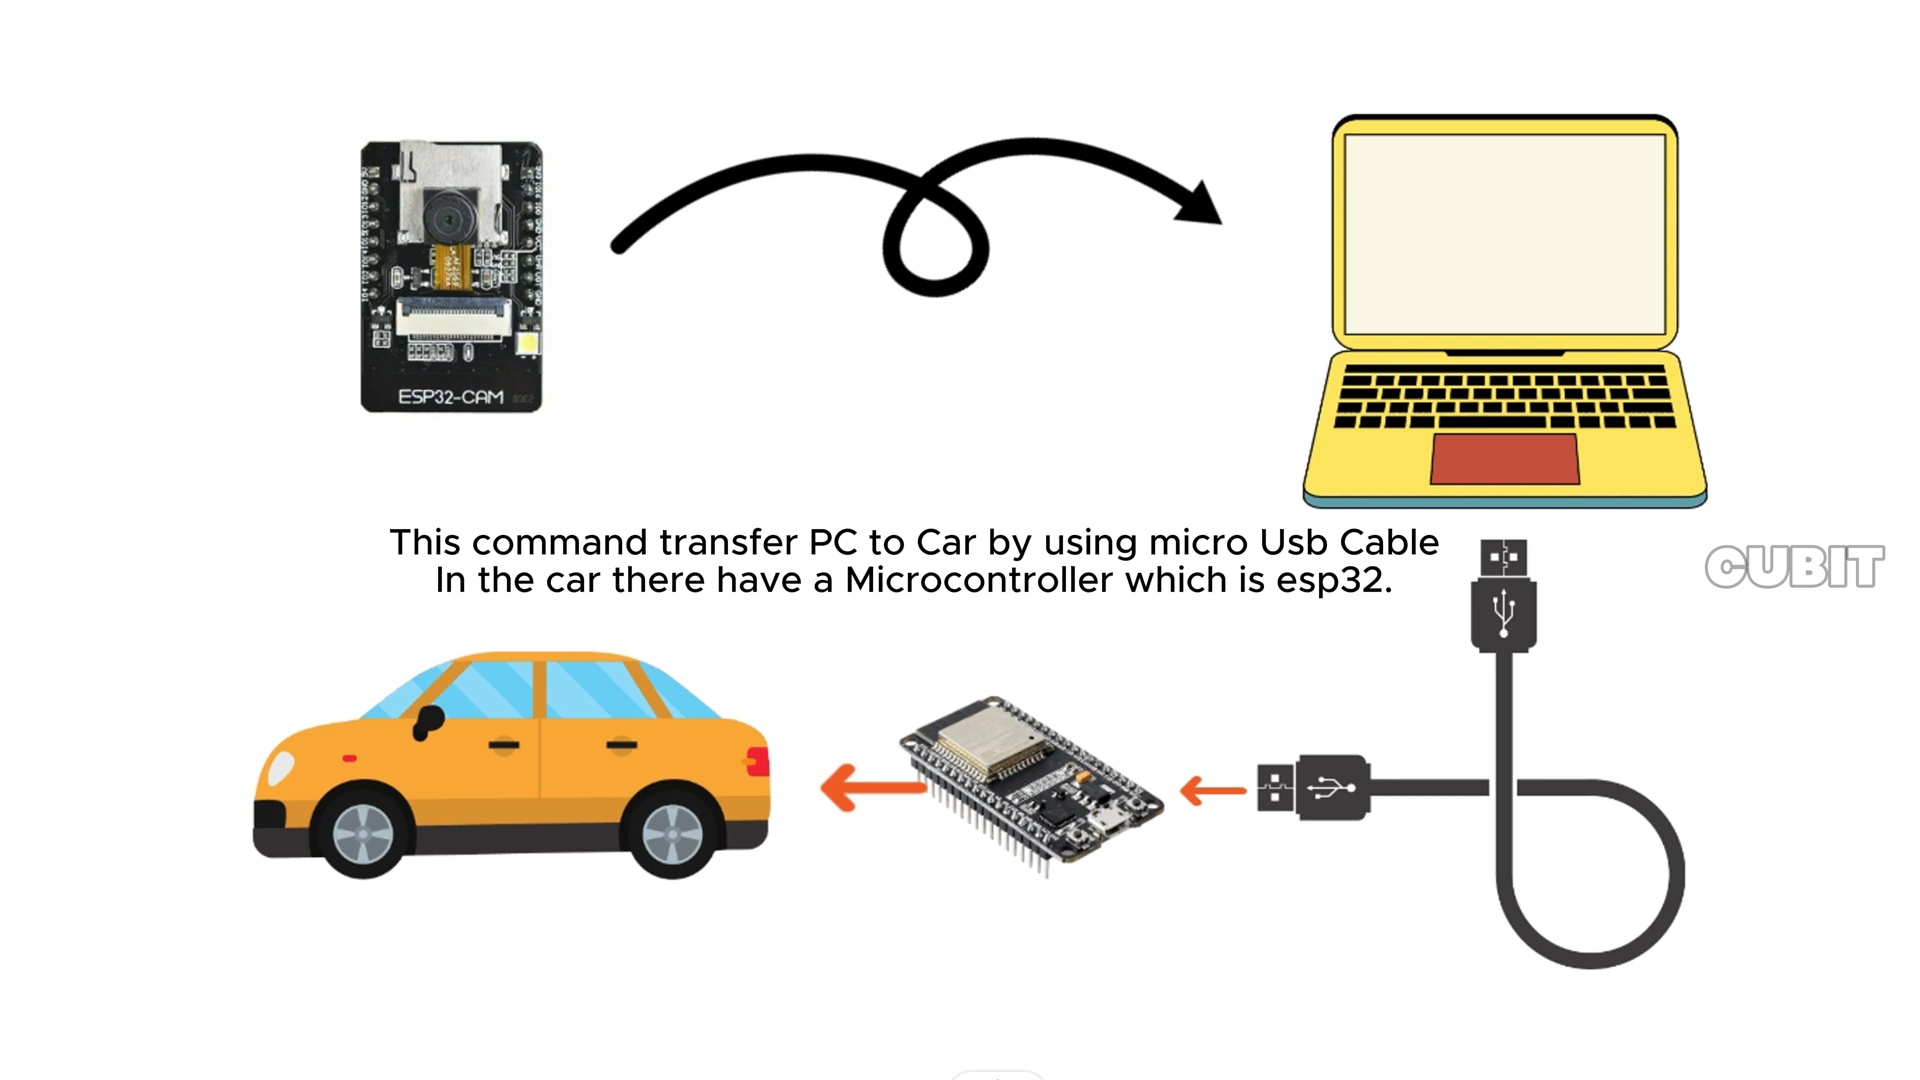 ESP32-CAM
This command transfer PC to Car by using micro Usb Cable
In the car there have a Microcontroller which is esp32.
CUBIT